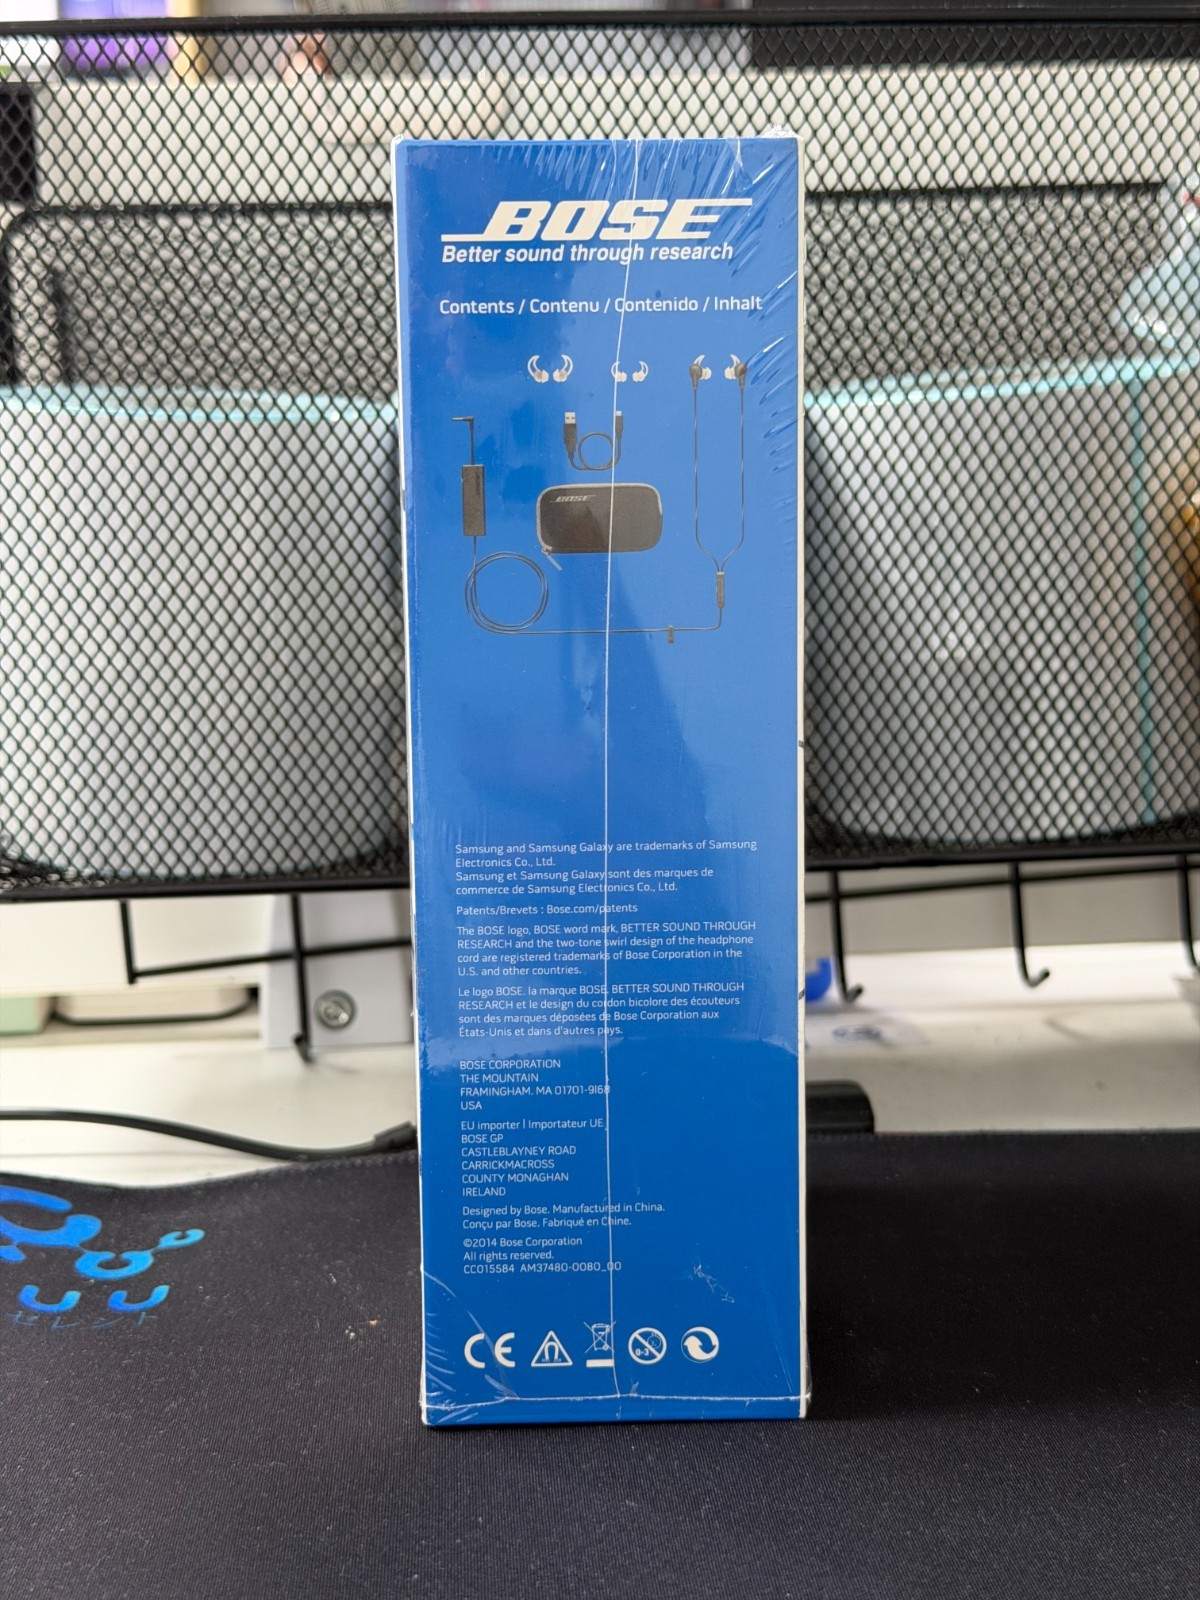 BOSE
Better sound through research
Contents / Contenu / Contenido / Inhalt
BOSE
Samsung and Samsung Galaxy are trademarks of Samsung
Electronics Co., Ltd.
Samsung et Samsung Galaxy sont des marques de
commerce de Samsung Electronics Co., Ltd.
Patents/Brevets : Bose.com/patents
The BOSE logo, BOSE word mark, BETTER SOUND THROUGH
RESEARCH and the two-tone swirl design of the headphone
cord are registered trademarks of Bose Corporation in the
U.S. and other countries.
Le logo BOSE. la marque BOSE. BETTER SOUND THROUGH
RESEARCH et le design du cordon bicolore des écouteurs
sont des marques déposées de Bose Corporation aux
États-Unis et dans d'autres pays.
BOSE CORPORATION
THE MOUNTAIN
FRAMINGHAM. MA 01701-9168
USA
EU importer | Importateur UE
BOSE GP
CASTLEBLAYNEY ROAD
CARRICKMACROSS
COUNTY MONAGHAN
IRELAND
Designed by Bose. Manufactured in China.
Conçu par Bose. Fabriqué en Chine.
©2014 Bose Corporation
All rights reserved.
CC015584 AM37480-0080_00
CE
0-3
セレント